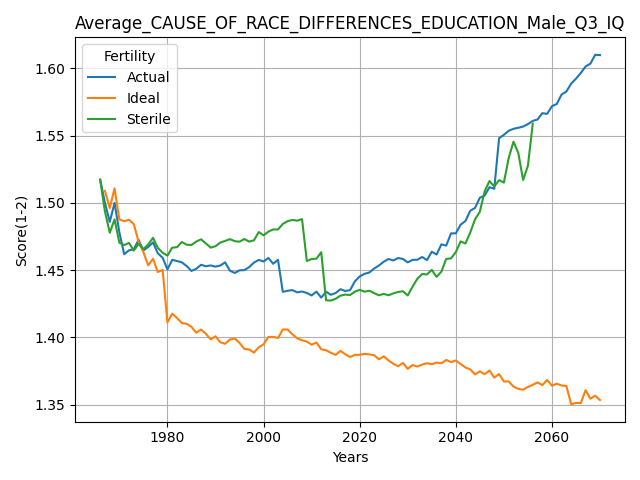 Average_CAUSE_OF_RACE_DIFFERENCES_EDUCATION_Male_Q3_IQ
Fertility
Actual
Ideal
Sterile
Score(1-2)
1.60
1.55
1.50
1.45
1.40
1.35
1980
2000
2020
2040
2060
Years